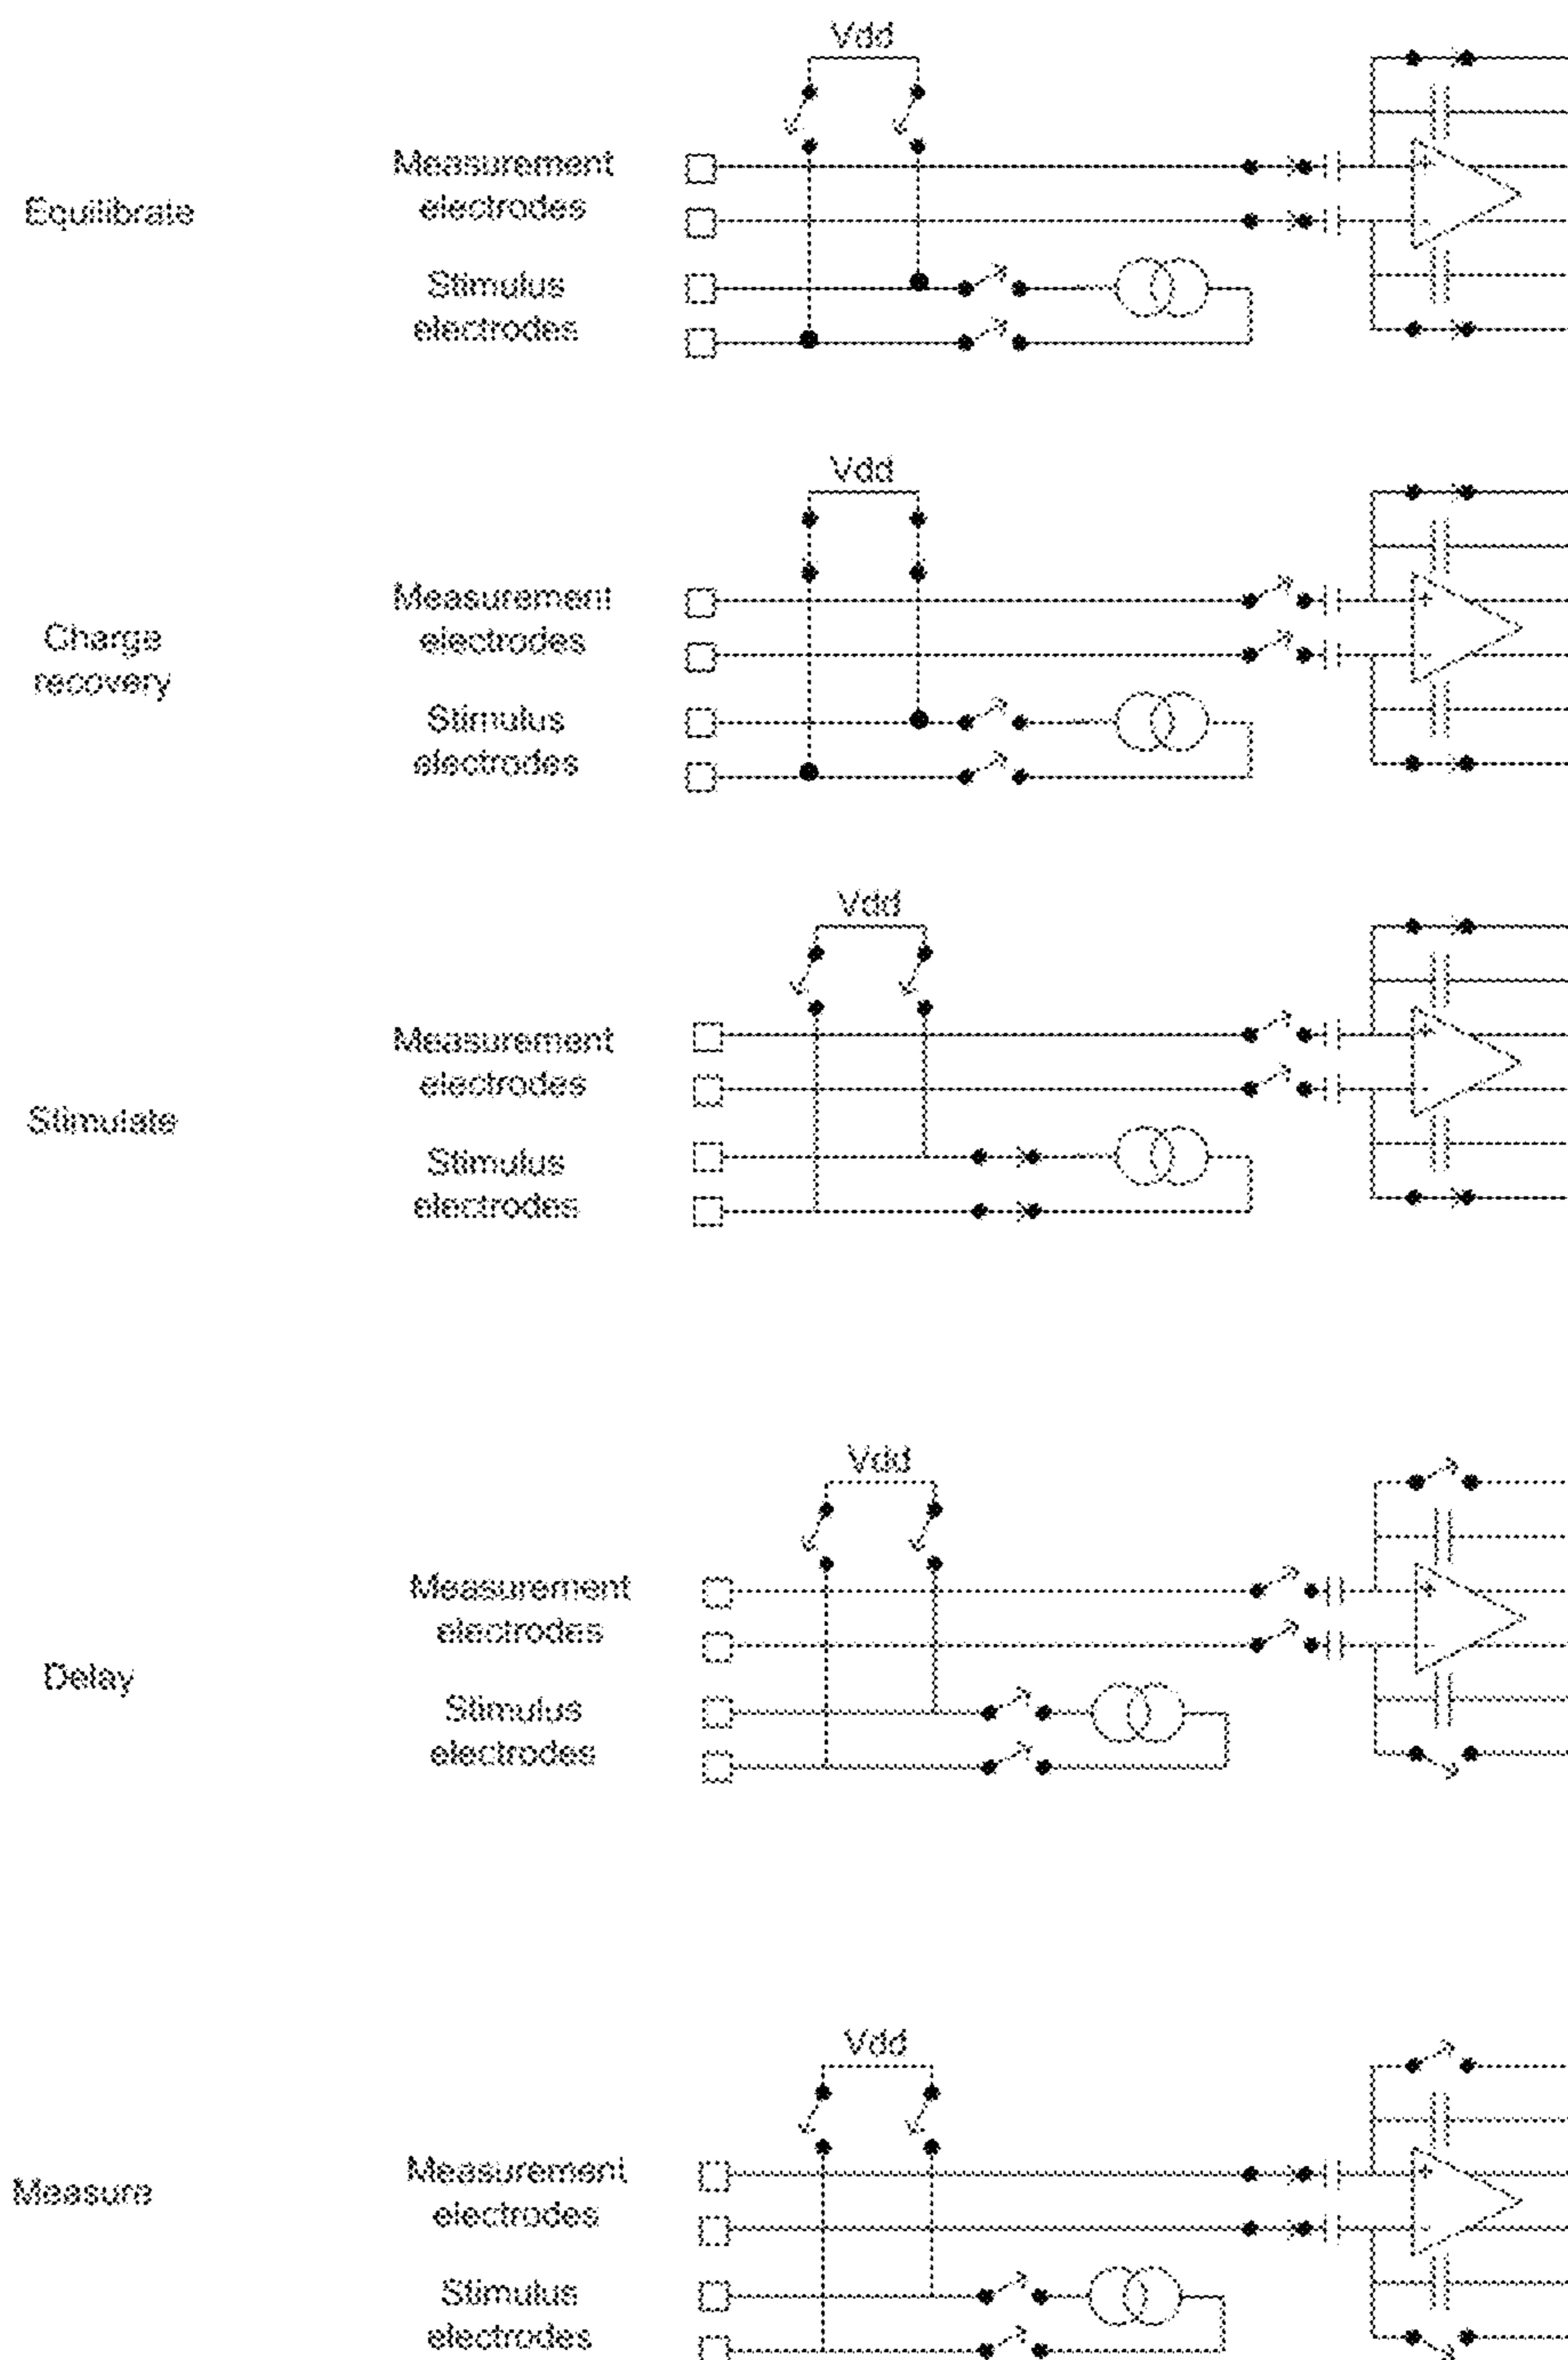 Vdd
Equilibrate
Measurement
electrodes
+
-
Stimulus
electrodes
Vdd
Charge
recovery
Measurement
electrodes
+
-
Stimulus
electrodes
Vdd
Stimulate
Measurement
electrodes
+
-
Stimulus
electrodes
Vdd
Delay
Measurement
electrodes
+
-
Stimulus
electrodes
Vdd
Measure
Measurement
electrodes
+
-
Stimulus
electrodes